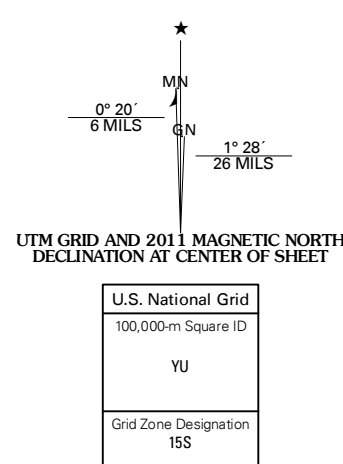 ★
MN
0° 20´
6 MILS
GN
1° 28´
26 MILS
UTM GRID AND 2011 MAGNETIC NORTH
DECLINATION AT CENTER OF SHEET
U.S. National Grid
100,000-m Square ID
YU
Grid Zone Designation
15S